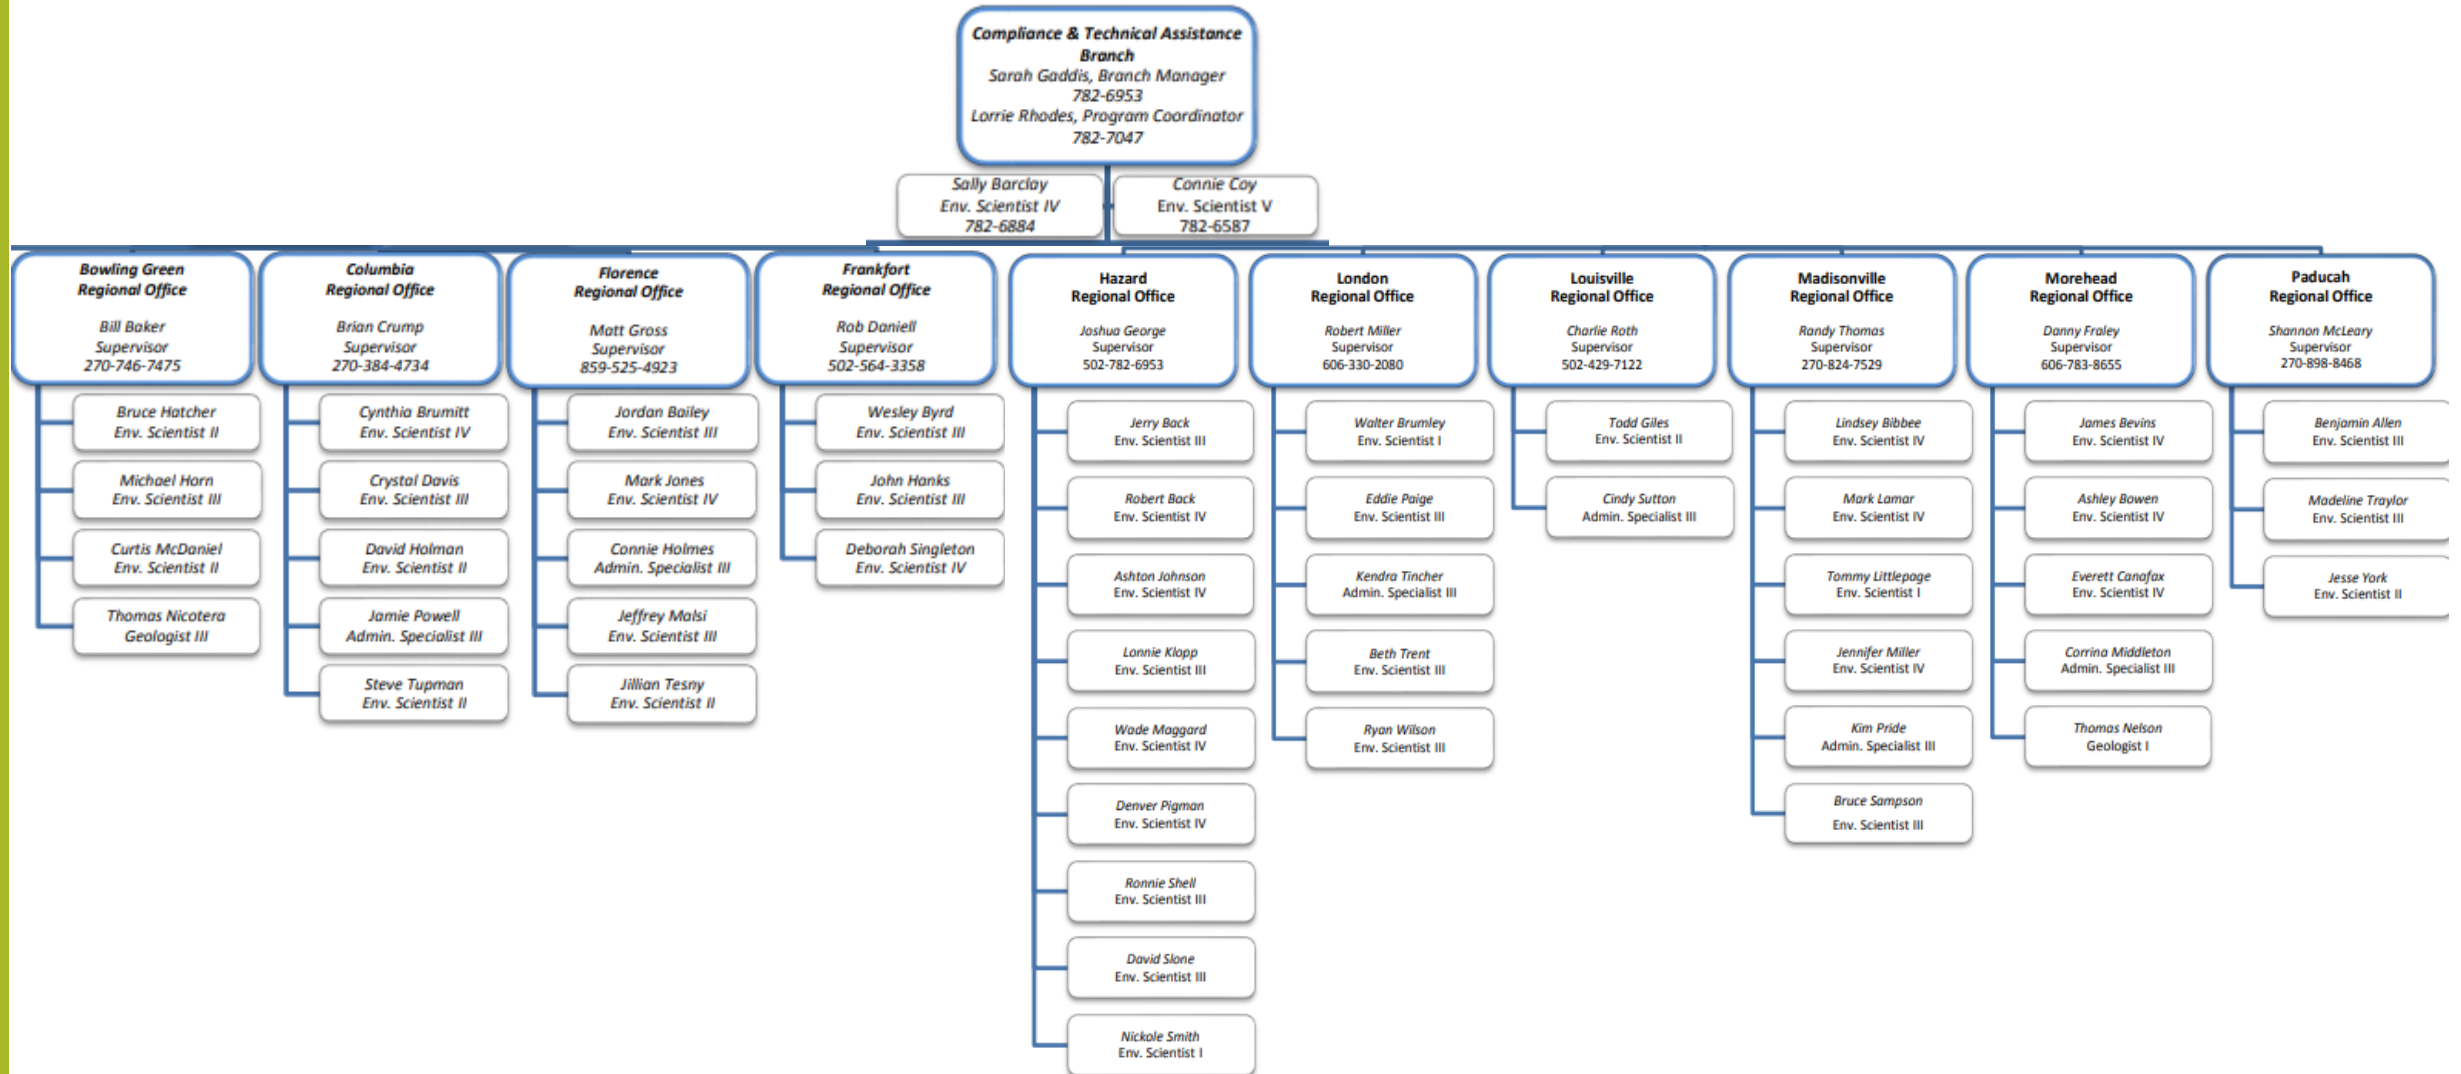 Compliance & Technical Assistance
Branch
Sarah Gaddis, Branch Manager
782-6953
Lorrie Rhodes, Program Coordinator
782-7047
Sally Barclay
Env. Scientist IV
782-6884
Connie Coy
Env. Scientist V
782-6587
Bowling Green
Regional Office
Bill Baker
Supervisor
270-746-7475
Bruce Hatcher
Env. Scientist II
Michael Horn
Env. Scientist III
Curtis McDaniel
Env. Scientist II
Thomas Nicotera
Geologist III
Columbia
Regional Office
Brian Crump
Supervisor
270-384-4734
Cynthia Brumitt
Env. Scientist IV
Crystal Davis
Env. Scientist III
David Holman
Env. Scientist II
Jamie Powell
Admin. Specialist III
Steve Tupman
Env. Scientist II
Florence
Regional Office
Matt Gross
Supervisor
859-525-4923
Jordan Bailey
Env. Scientist III
Mark Jones
Env. Scientist IV
Connie Holmes
Admin. Specialist III
Jeffrey Malsi
Env. Scientist III
Jillian Tesny
Env. Scientist II
Frankfort
Regional Office
Rob Daniell
Supervisor
502-564-3358
Wesley Byrd
Env. Scientist III
John Hanks
Env. Scientist III
Deborah Singleton
Env. Scientist IV
Hazard
Regional Office
Joshua George
Supervisor
502-782-6953
Jerry Back
Env. Scientist III
Robert Back
Env. Scientist IV
Ashton Johnson
Env. Scientist IV
Lonnie Klopp
Env. Scientist III
Wade Maggard
Env. Scientist IV
Denver Pigman
Env. Scientist IV
Ronnie Shell
Env. Scientist III
David Slone
Env. Scientist III
Nickole Smith
Env. Scientist I
London
Regional Office
Robert Miller
Supervisor
606-330-2080
Walter Brumley
Env. Scientist I
Eddie Paige
Env. Scientist III
Kendra Tincher
Admin. Specialist III
Beth Trent
Env. Scientist III
Ryan Wilson
Env. Scientist III
Louisville
Regional Office
Charlie Roth
Supervisor
502-429-7122
Todd Giles
Env. Scientist II
Cindy Sutton
Admin. Specialist III
Madisonville
Regional Office
Randy Thomas
Supervisor
270-824-7529
Lindsey Bibbee
Env. Scientist IV
Mark Lamar
Env. Scientist IV
Tommy Littlepage
Env. Scientist I
Jennifer Miller
Env. Scientist IV
Kim Pride
Admin. Specialist III
Bruce Sampson
Env. Scientist III
Morehead
Regional Office
Danny Fraley
Supervisor
606-783-8655
James Bevins
Env. Scientist IV
Ashley Bowen
Env. Scientist IV
Everett Canafax
Env. Scientist IV
Corrina Middleton
Admin. Specialist III
Thomas Nelson
Geologist I
Paducah
Regional Office
Shannon McLeary
Supervisor
270-898-8468
Benjamin Allen
Env. Scientist III
Madeline Traylor
Env. Scientist III
Jesse York
Env. Scientist II